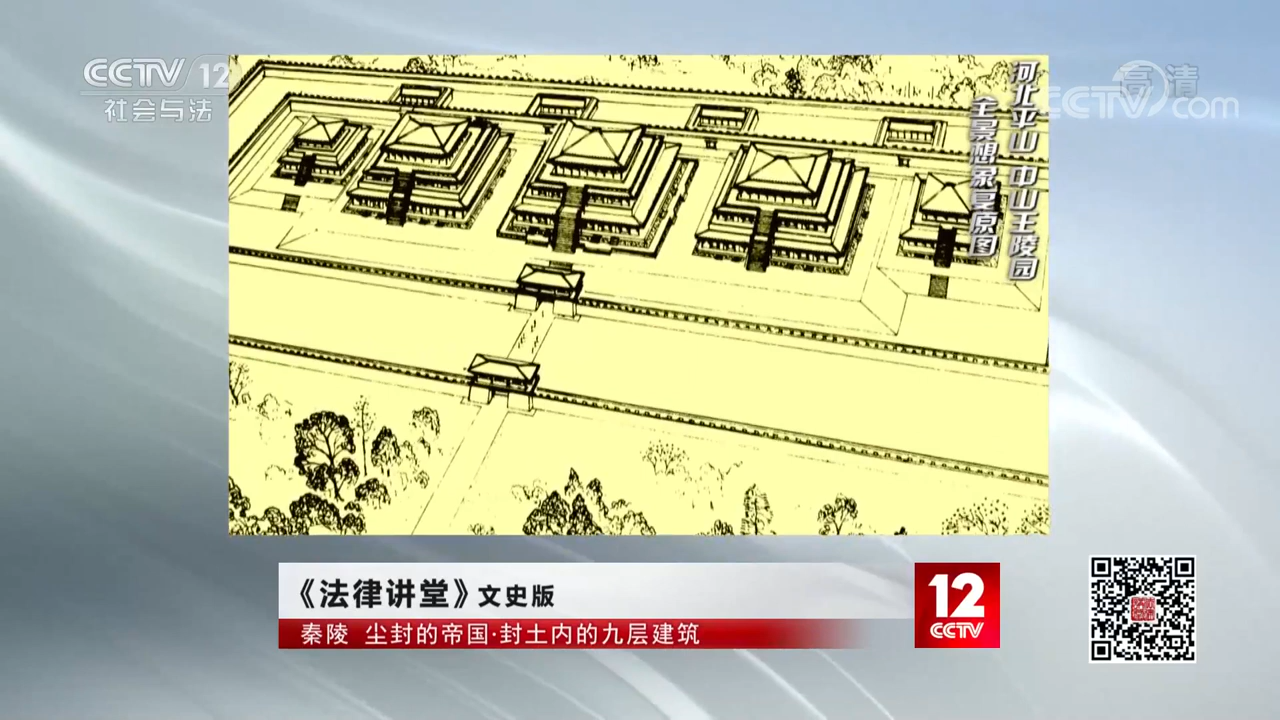 CCTV 12
社会与法
高清
CCTV.com
河北平山 中山王陵园
全景想象复原图
《法律讲堂》文史版
秦陵 尘封的帝国·封土内的九层建筑
12
CCTV